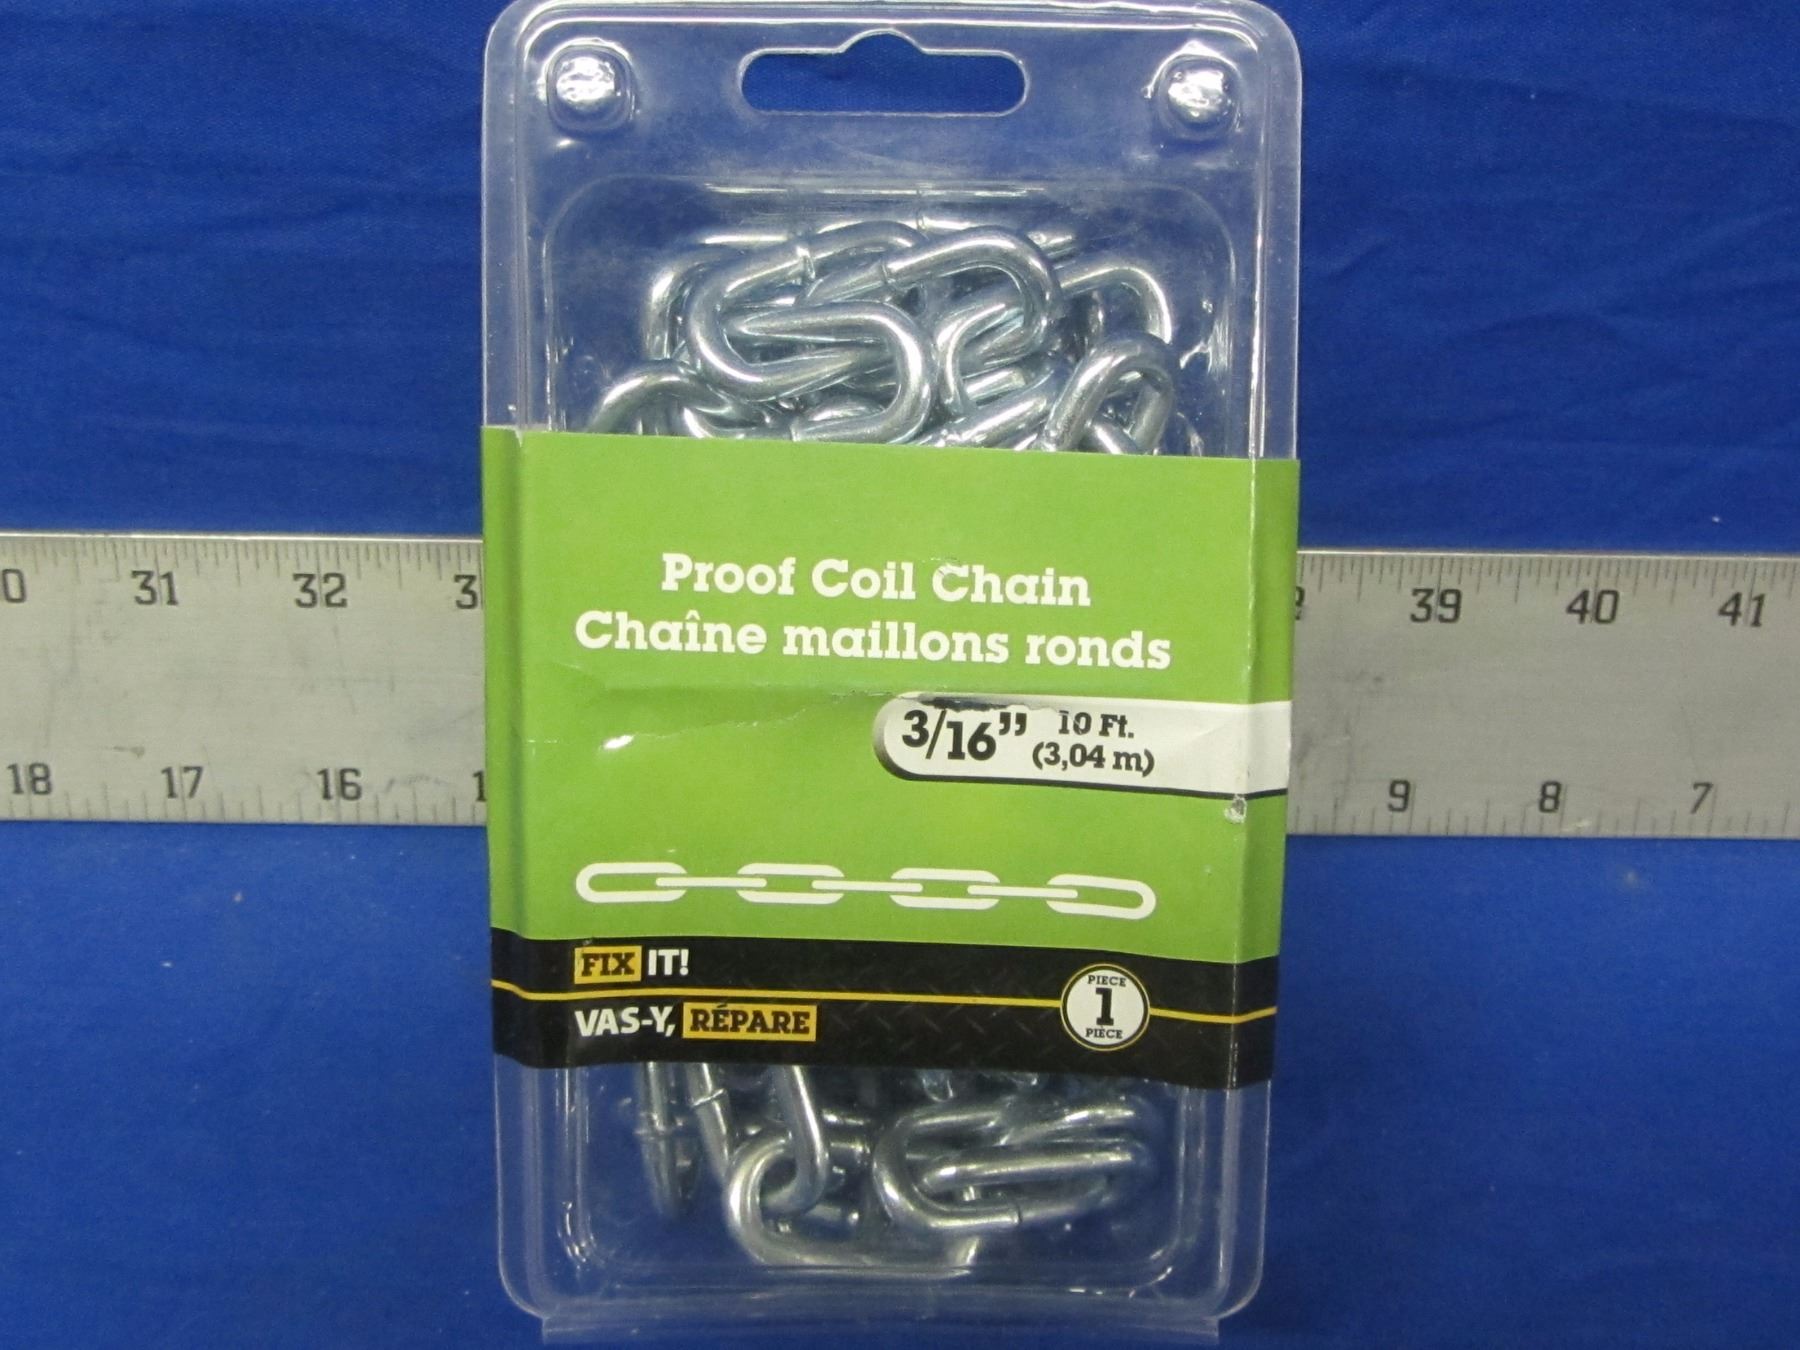 Proof Coil Chain
Chaîne maillons ronds
3/16” 10 Ft.
(3,04 m)
FIX IT!
VAS-Y, RÉPARE
PIECE
1
PIÈCE
0 31 32 3
39 40 41
18 17 16 1
9 8 7